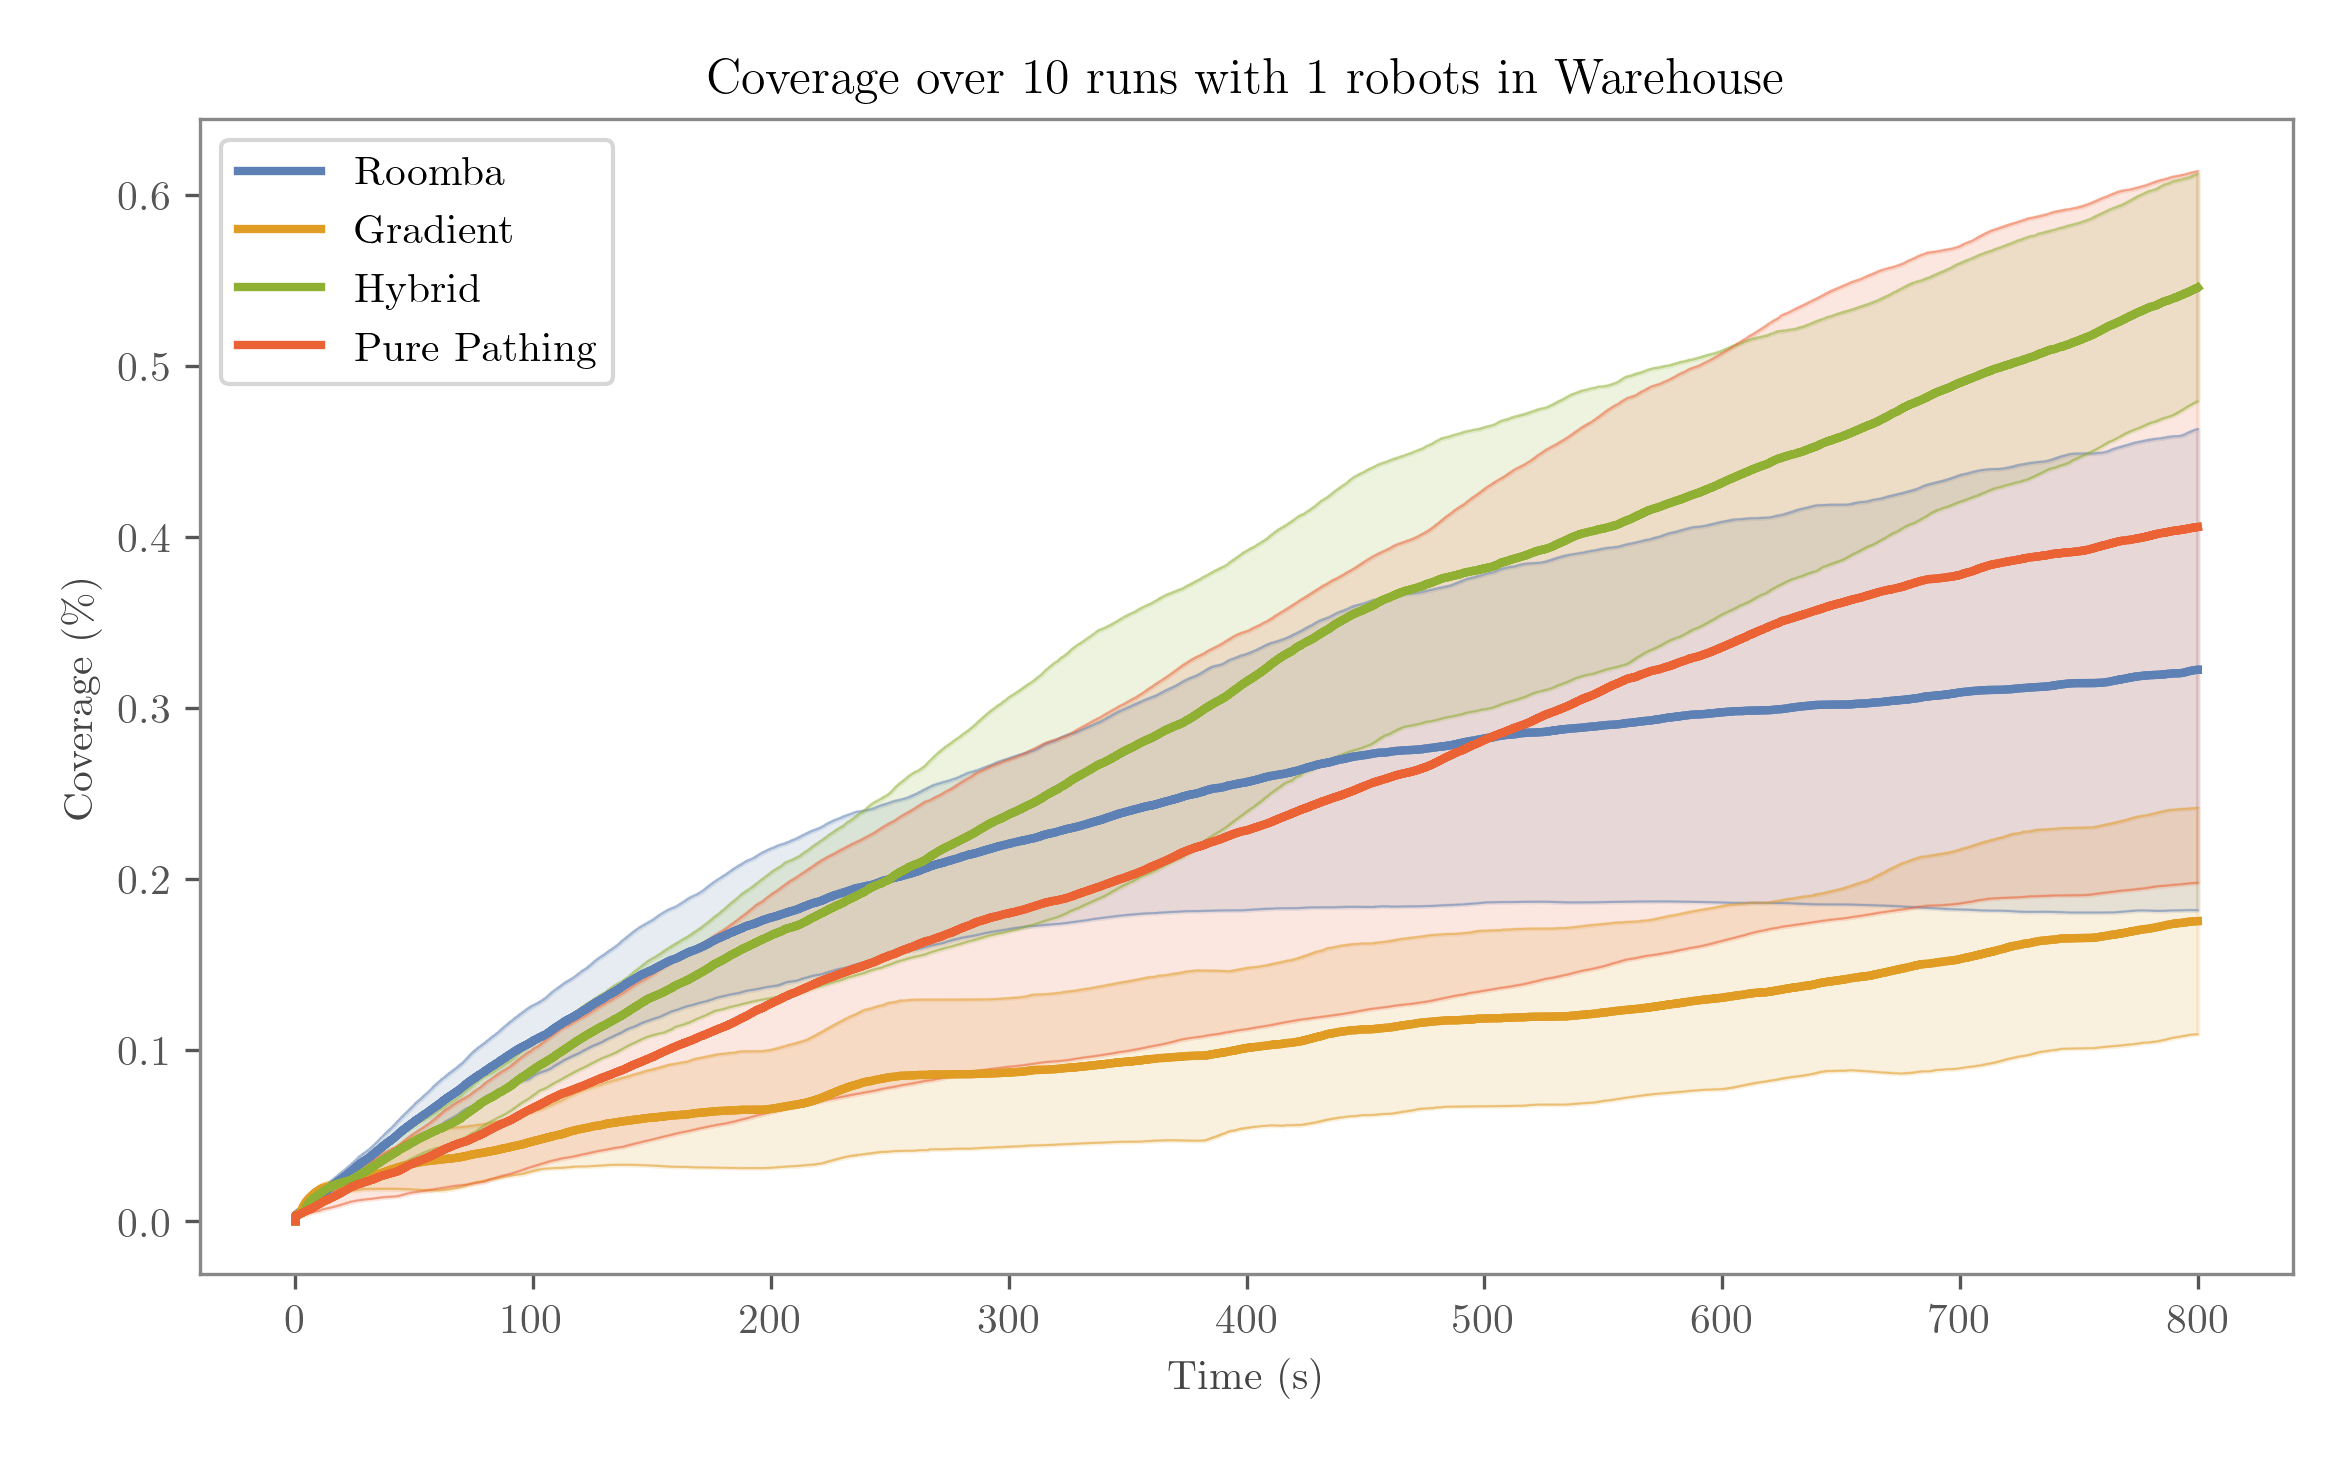 Coverage over 10 runs with 1 robots in Warehouse
Roomba
Gradient
Hybrid
Pure Pathing
0.6
0.5
0.4
0.3
0.2
0.1
0.0
Coverage (%)
0 100 200 300 400 500 600 700 800
Time (s)